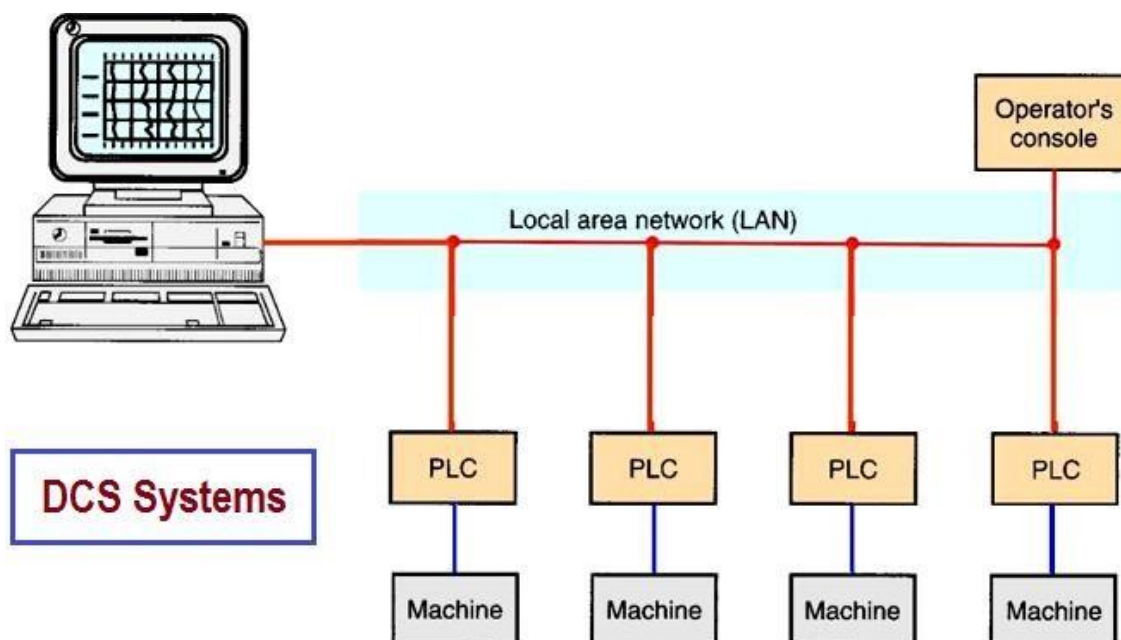 Operator's
console
Local area network (LAN)
PLC PLC PLC PLC
DCS Systems
Machine Machine Machine Machine